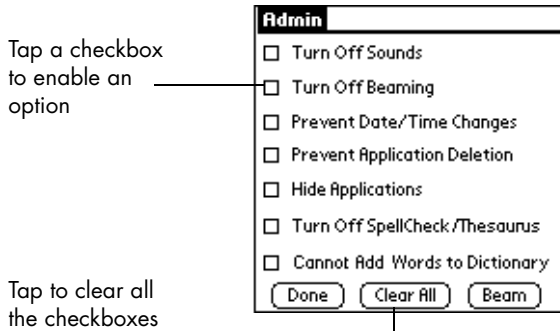 Admin
Tap a checkbox
to enable an
option
Turn Off Sounds
Turn Off Beaming
Prevent Date/Time Changes
Prevent Application Deletion
Hide Applications
Turn Off SpellCheck/Thesaurus
Cannot Add Words to Dictionary
Done Clear All Beam
Tap to clear all
the checkboxes